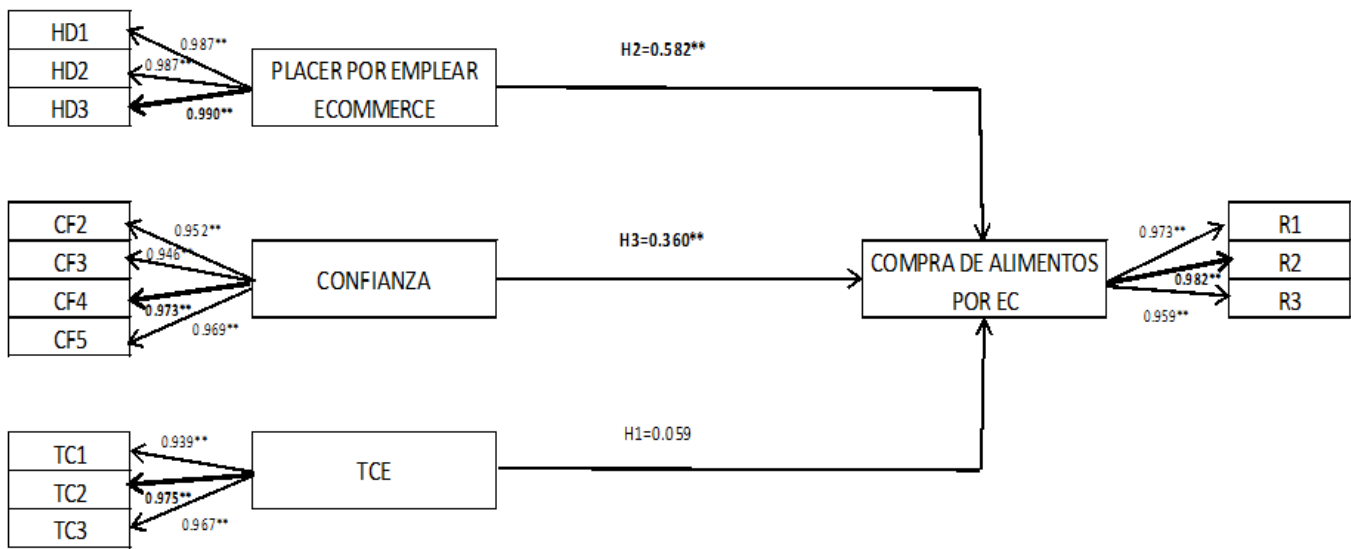 HD1
HD2
HD3
0.987**
0.987**
0.990**
PLACER POR EMPLEAR
ECOMMERCE
H2=0.582**
CF2
CF3
CF4
CF5
0.952**
0.946**
0.973**
0.969**
CONFIANZA
H3=0.360**
COMPRA DE ALIMENTOS
POR EC
0.973**
0.982**
0.959**
R1
R2
R3
TC1
TC2
TC3
0.939**
0.975**
0.967**
TCE
H1=0.059